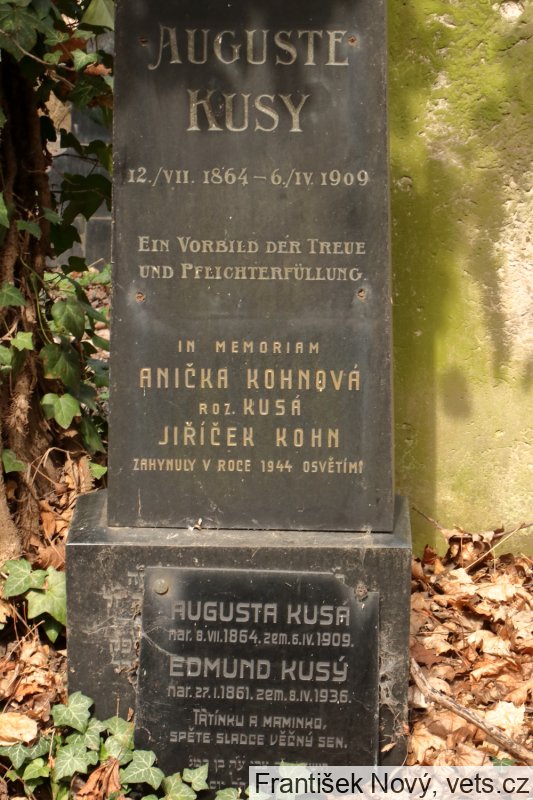 AUGUSTE
KUSY
12./VII. 1864 – 6./IV. 1909
EIN VORBILD DER TREUE
UND PFLICHTERFÜLLUNG.
IN MEMORIAM
ANIČKA KOHNOVÁ
ROZ. KUSÁ
JIŘÍČEK KOHN
ZAHYNULY V ROCE 1944 OSVĚTIM
AUGUSTA KUSÁ
NAR. 8.VII.1864. ZEM. 6.IV.1909.
EDMUND KUSÝ
NAR. 27.I.1861. ZEM. 8.IV.1936.
TATÍNKU A MAMINKO,
SPĚTE SLADCE VĚČNÝ SEN.
František Nový, vets.cz